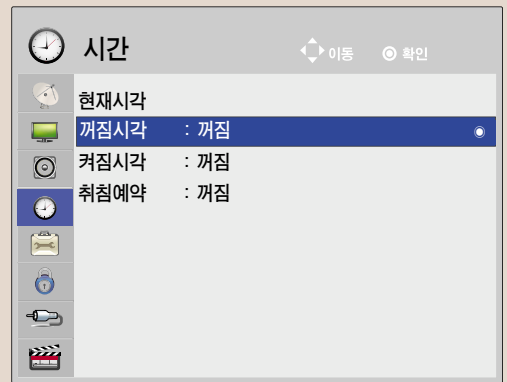 시간
이동 확인
현재시각
꺼짐시각 : 꺼짐
켜짐시각 : 꺼짐
취침예약 : 꺼짐